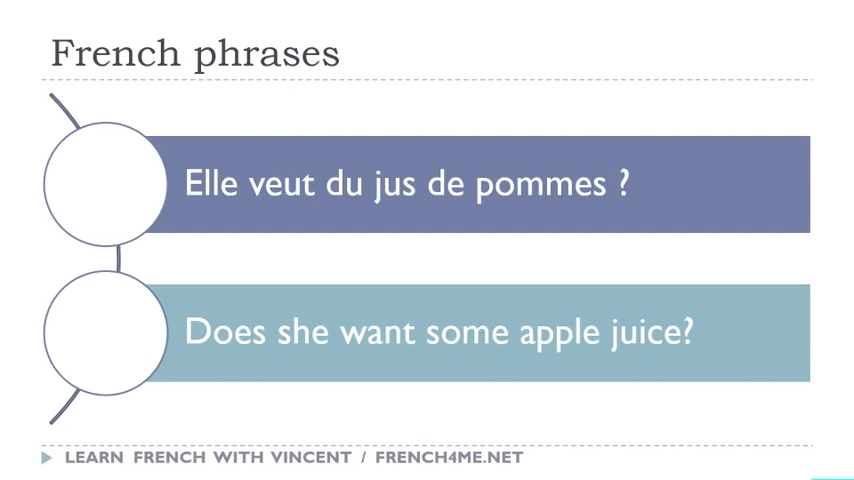 French phrases
Elle veut du jus de pommes ?
Does she want some apple juice?
LEARN FRENCH WITH VINCENT / FRENCH4ME.NET